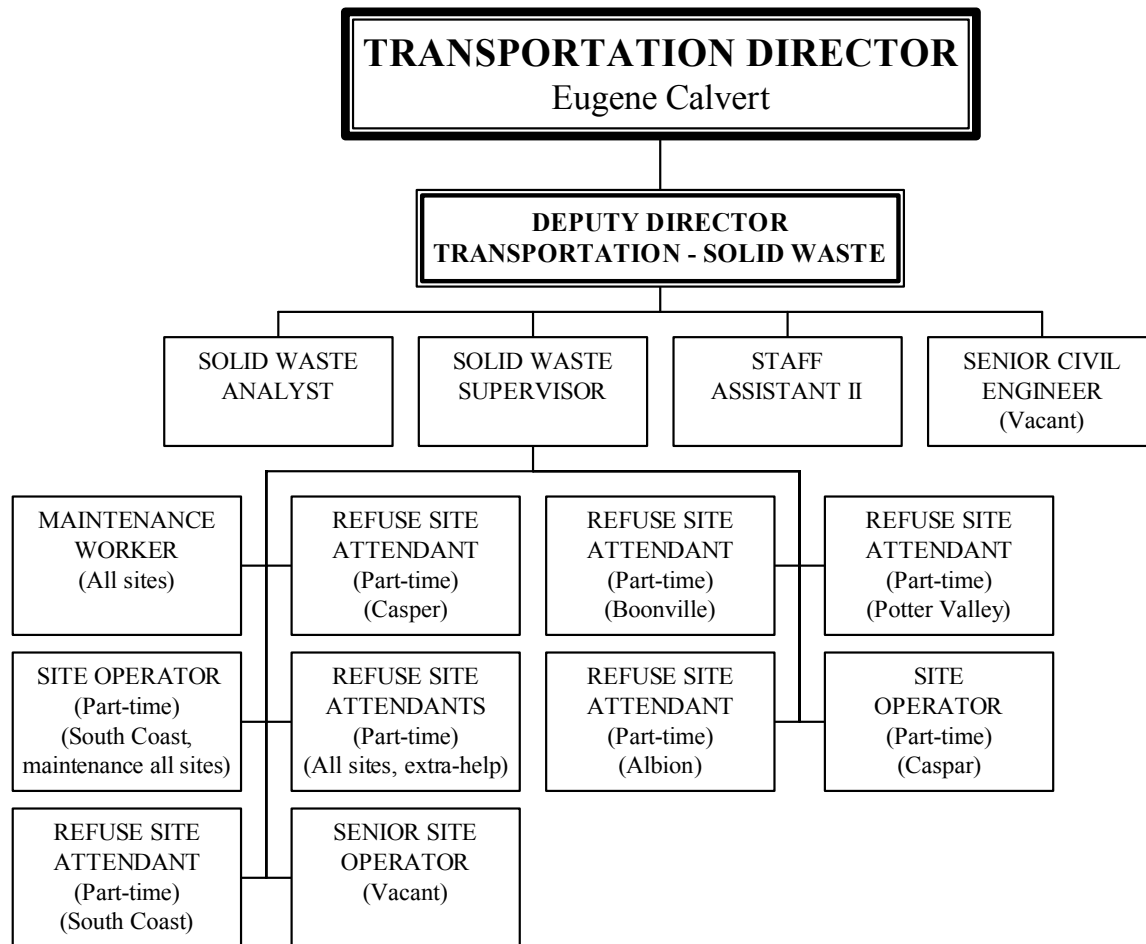 TRANSPORTATION DIRECTOR
Eugene Calvert
DEPUTY DIRECTOR
TRANSPORTATION - SOLID WASTE
SOLID WASTE
ANALYST
SOLID WASTE
SUPERVISOR
STAFF
ASSISTANT II
SENIOR CIVIL
ENGINEER
(Vacant)
MAINTENANCE
WORKER
(All sites)
REFUSE SITE
ATTENDANT
(Part-time)
(Casper)
REFUSE SITE
ATTENDANT
(Part-time)
(Boonville)
REFUSE SITE
ATTENDANT
(Part-time)
(Potter Valley)
SITE OPERATOR
(Part-time)
(South Coast,
maintenance all sites)
REFUSE SITE
ATTENDANTS
(Part-time)
(All sites, extra-help)
REFUSE SITE
ATTENDANT
(Part-time)
(Albion)
SITE
OPERATOR
(Part-time)
(Caspar)
REFUSE SITE
ATTENDANT
(Part-time)
(South Coast)
SENIOR SITE
OPERATOR
(Vacant)